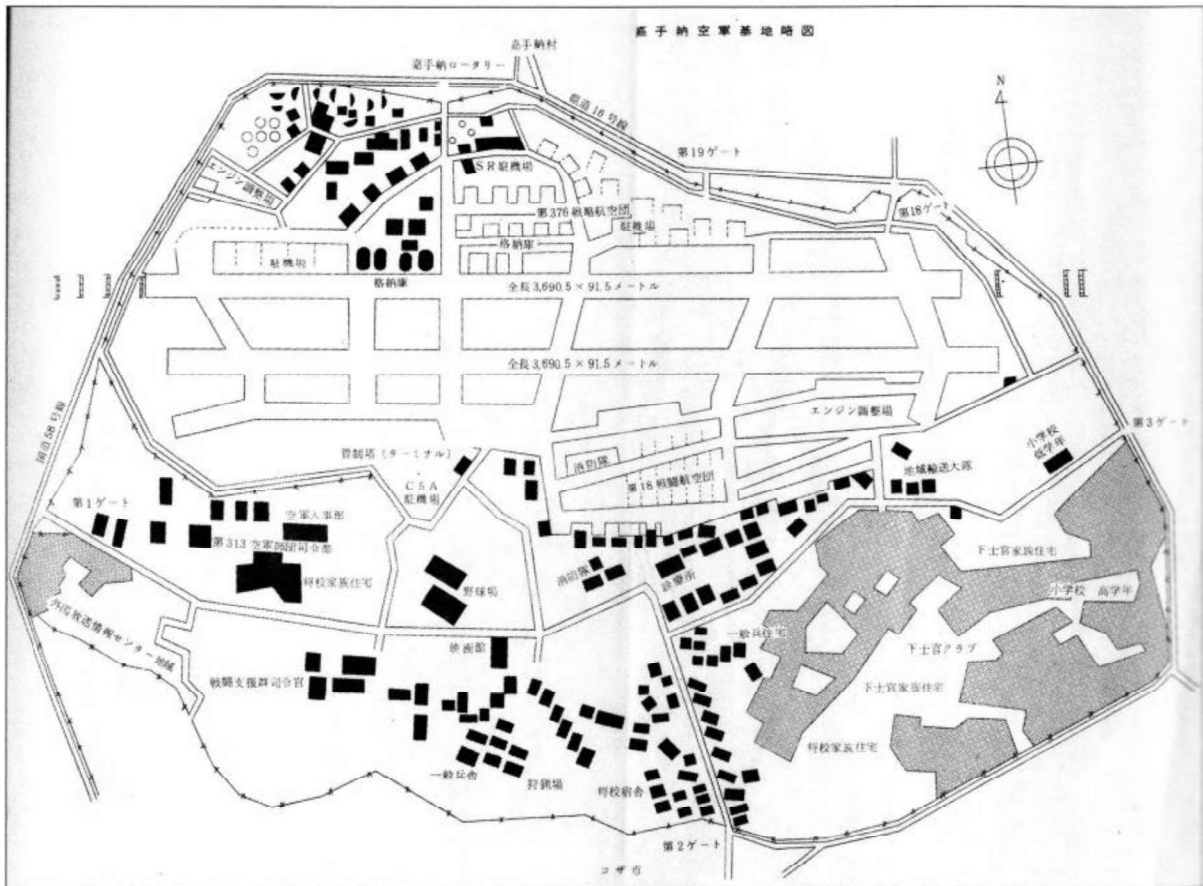 嘉手納空軍基地略図
嘉手納村
嘉手納ロータリー
県道16号線
N
第19ゲート
第18ゲート
エンジン調整場
SR駐機場
第376戦略航空団
駐機場
格納庫
駐機場
格納庫
全長3,690.5×91.5メートル
全長3,690.5×91.5メートル
国道58号線
エンジン調整場
第3ゲート
小学校
低学年
管制塔(ターミナル)
消防隊
地域輸送大隊
C5A
駐機場
第18戦闘航空団
第1ゲート
空軍人事部
第313空軍師団司令部
将校家族住宅
野球場
消防隊
診療所
下士官家族住宅
小学校 高学年
外国放送情報センター地域
映画館
一般兵住宅
下士官クラブ
戦闘支援群司令官
下士官家族住宅
将校家族住宅
一般兵舎
狩猟場
将校宿舎
第2ゲート
コザ市